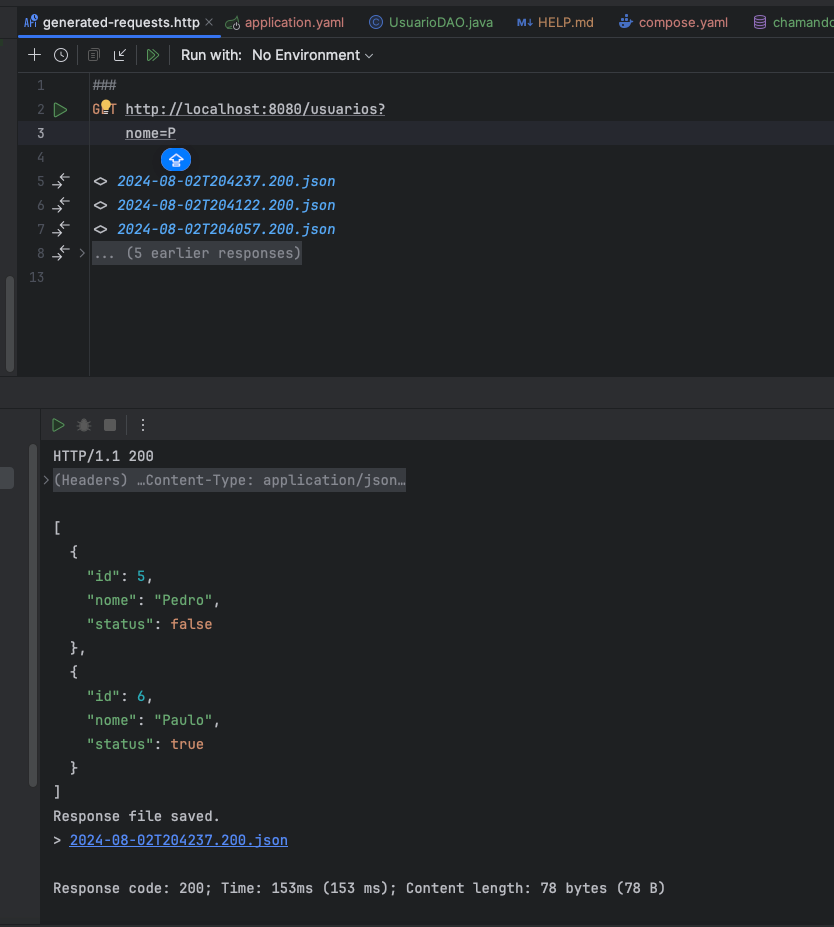 generated-requests.http application.yaml UsuarioDAO.java HELP.md compose.yaml chamando
Run with: No Environment
1 ###
2 GET http://localhost:8080/usuarios?
3 nome=P
4
5 <> 2024-08-02T204237.200.json
6 <> 2024-08-02T204122.200.json
7 <> 2024-08-02T204057.200.json
8 ... (5 earlier responses)
13
HTTP/1.1 200
(Headers) …Content-Type: application/json…
[
{
"id": 5,
"nome": "Pedro",
"status": false
},
{
"id": 6,
"nome": "Paulo",
"status": true
}
]
Response file saved.
> 2024-08-02T204237.200.json
Response code: 200; Time: 153ms (153 ms); Content length: 78 bytes (78 B)